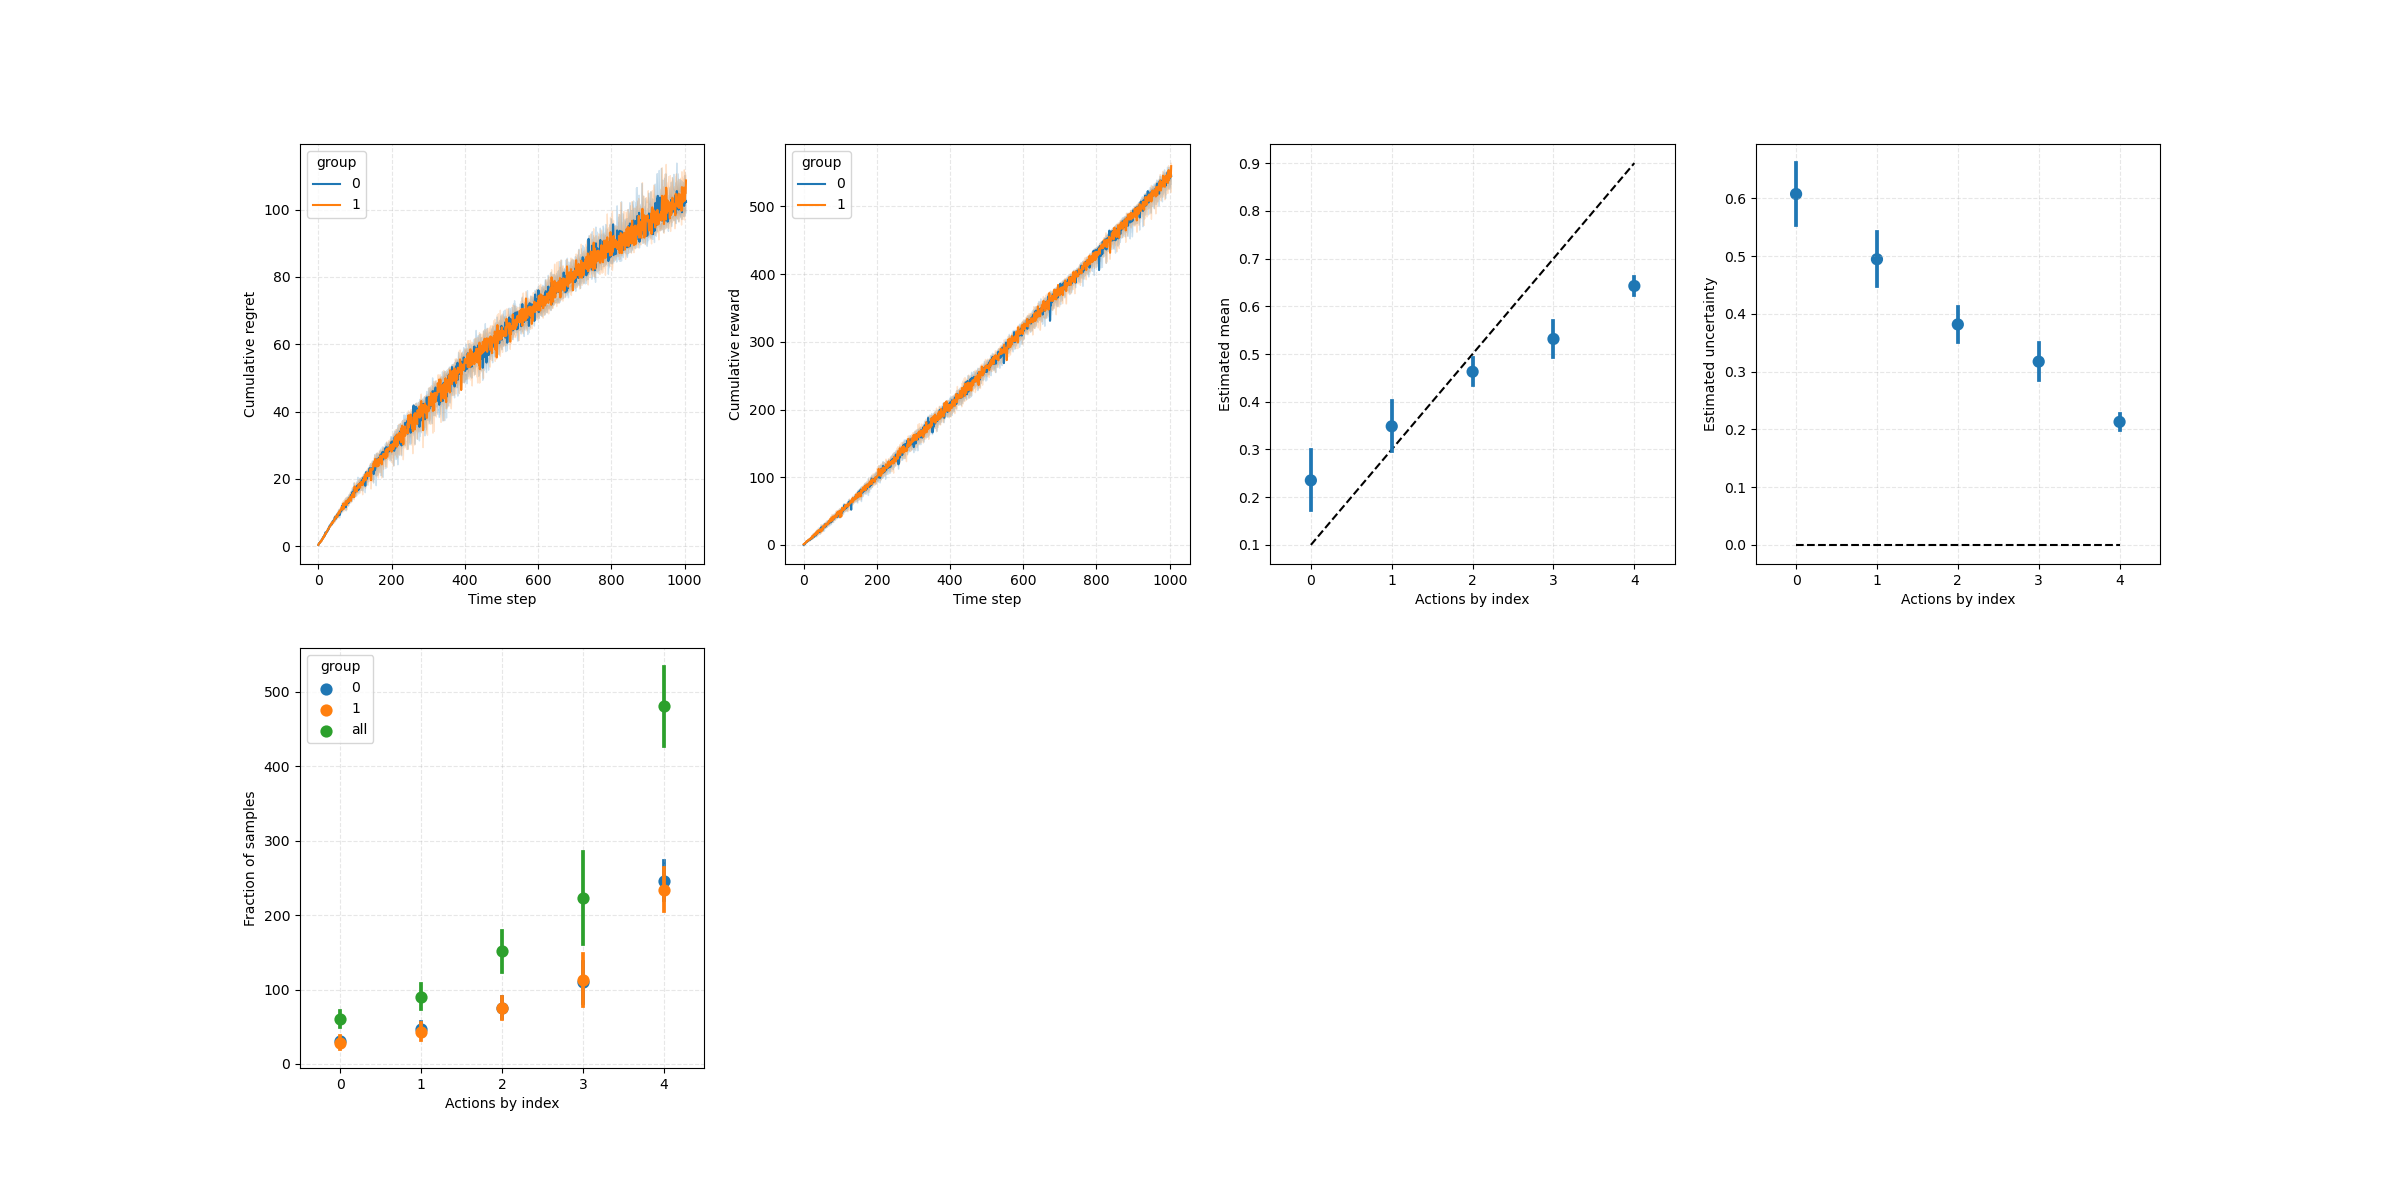 group
0
1
100
80
60
40
20
0
Cumulative regret
0 200 400 600 800 1000
Time step
group
0
1
500
400
300
200
100
0
Cumulative reward
0 200 400 600 800 1000
Time step
0.9
0.8
0.7
0.6
0.5
0.4
0.3
0.2
0.1
Estimated mean
0 1 2 3 4
Actions by index
0.6
0.5
0.4
0.3
0.2
0.1
0.0
Estimated uncertainty
0 1 2 3 4
Actions by index
group
0
1
all
500
400
300
200
100
0
Fraction of samples
0 1 2 3 4
Actions by index